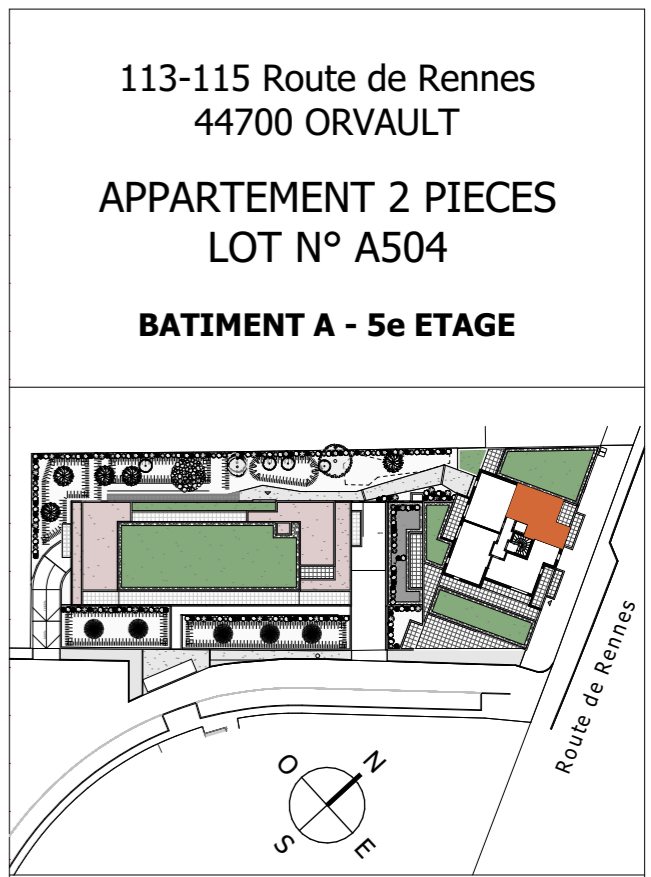 113-115 Route de Rennes
44700 ORVAULT
APPARTEMENT 2 PIECES
LOT N° A504
BATIMENT A - 5e ETAGE
Route de Rennes
O
N
S
E